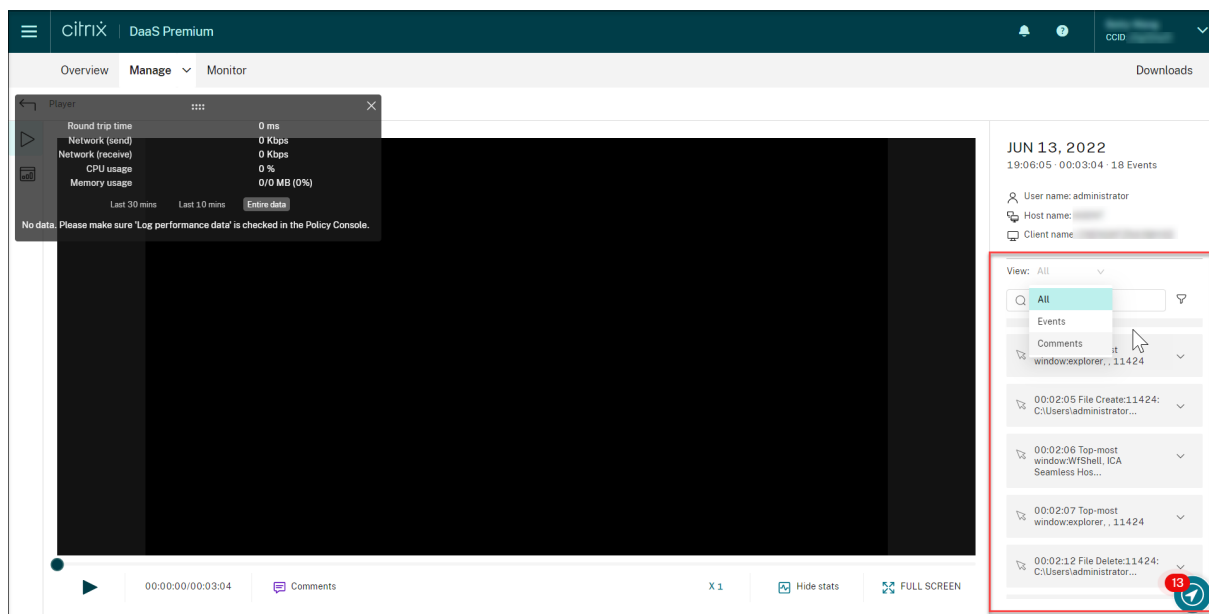 citrix DaaS Premium
CCID
Overview Manage Monitor Downloads
Player
Round trip time 0 ms
Network (send) 0 Kbps
Network (receive) 0 Kbps
CPU usage 0 %
Memory usage 0/0 MB (0%)
Last 30 mins Last 10 mins Entire data
No data. Please make sure 'Log performance data' is checked in the Policy Console.
JUN 13, 2022
19:06:05 · 00:03:04 · 18 Events
User name: administrator
Host name:
Client name
View: All
All
Events
Comments
st
window:explorer, , 11424
00:02:05 File Create:11424:
C:\Users\administrator...
00:02:06 Top-most
window:WfShell, ICA
Seamless Hos...
00:02:07 Top-most
window:explorer, , 11424
00:02:12 File Delete:11424:
C:\Users\administrator...
13
00:00:00/00:03:04 Comments X 1 Hide stats FULL SCREEN